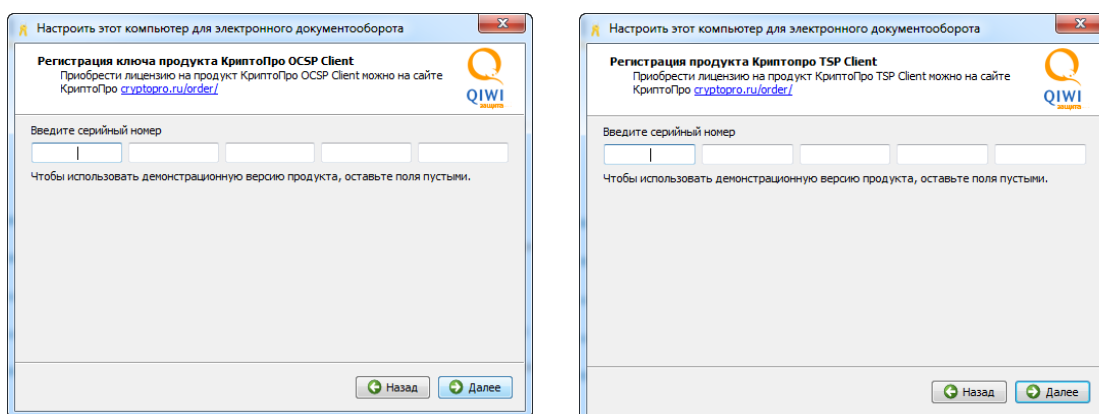 Настроить этот компьютер для электронного документооборота
Регистрация ключа продукта КриптоПро OCSP Client
Приобрести лицензию на продукт КриптоПро OCSP Client можно на сайте
КриптоПро cryptopro.ru/order/
QIWI
защита
Введите серийный номер
Чтобы использовать демонстрационную версию продукта, оставьте поля пустыми.
Назад
Далее
Настроить этот компьютер для электронного документооборота
Регистрация продукта Криптопро TSP Client
Приобрести лицензию на продукт КриптоПро TSP Client можно на сайте
КриптоПро cryptopro.ru/order/
QIWI
защита
Введите серийный номер
Чтобы использовать демонстрационную версию продукта, оставьте поля пустыми.
Назад
Далее